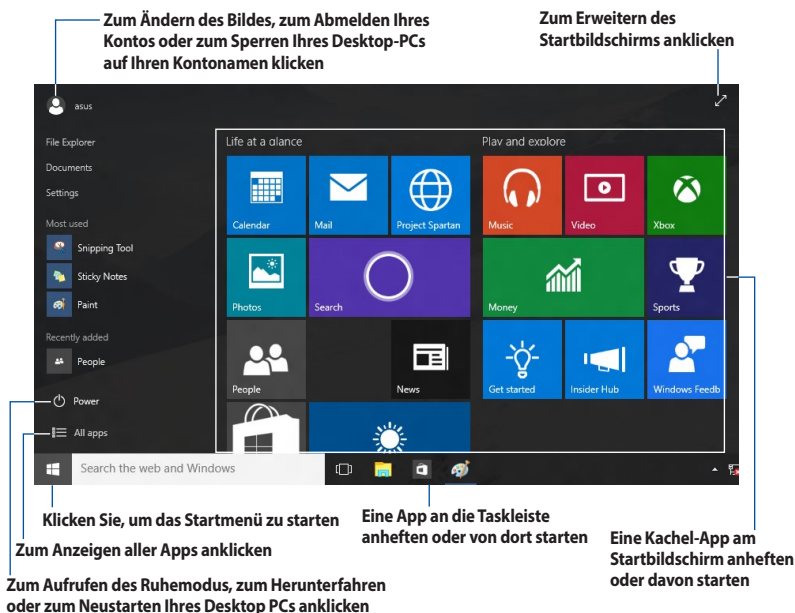 Zum Ändern des Bildes, zum Abmelden Ihres
Kontos oder zum Sperren Ihres Desktop-PCs
auf Ihren Kontonamen klicken
Zum Erweitern des
Startbildschirms anklicken
asus
File Explorer
Documents
Settings
Most used
Snipping Tool
Sticky Notes
Paint
Recently added
People
Power
All apps
Search the web and Windows
Life at a glance
Calendar
Mail
Project Spartan
Photos
Search
People
News
Play and explore
Music
Video
Xbox
Money
Sports
Get started
Insider Hub
Windows Feedb
Klicken Sie, um das Startmenü zu starten
Zum Anzeigen aller Apps anklicken
Zum Aufrufen des Ruhemodus, zum Herunterfahren
oder zum Neustarten Ihres Desktop PCs anklicken
Eine App an die Taskleiste
anheften oder von dort starten
Eine Kachel-App am
Startbildschirm anheften
oder davon starten